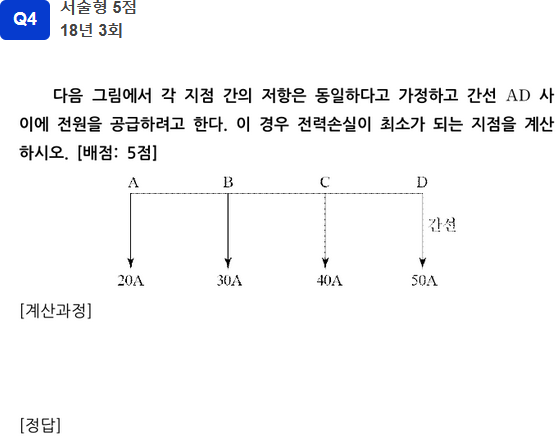 Q4
서술형 5점
18년 3회
다음 그림에서 각 지점 간의 저항은 동일하다고 가정하고 간선 AD 사
이에 전원을 공급하려고 한다. 이 경우 전력손실이 최소가 되는 지점을 계산
하시오. [배점: 5점]
A B C D
간선
20A 30A 40A 50A
[계산과정]
[정답]